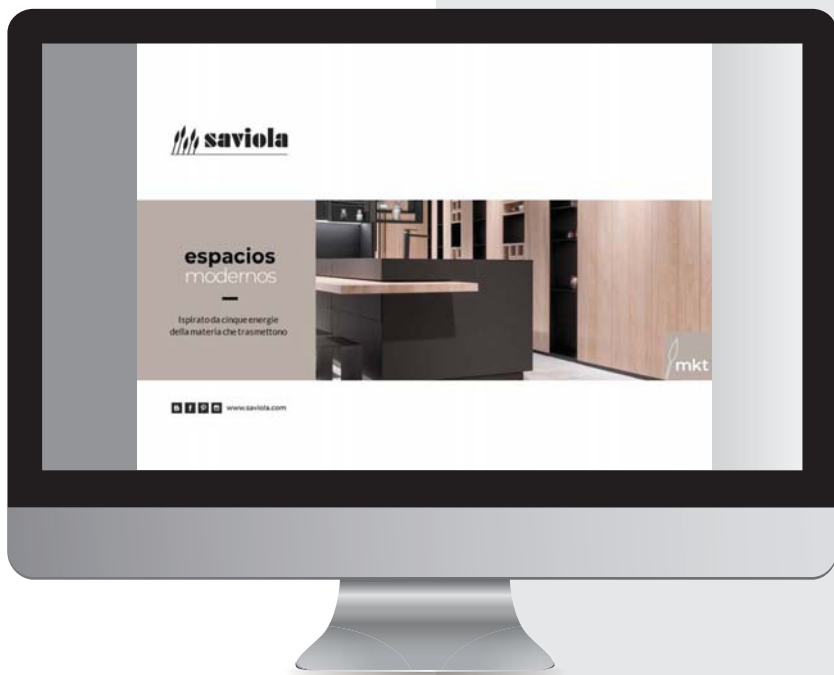 saviola
espacios
modernos
Ispirato da cinque energie
della materia che trasmettono
mkt
www.saviola.com